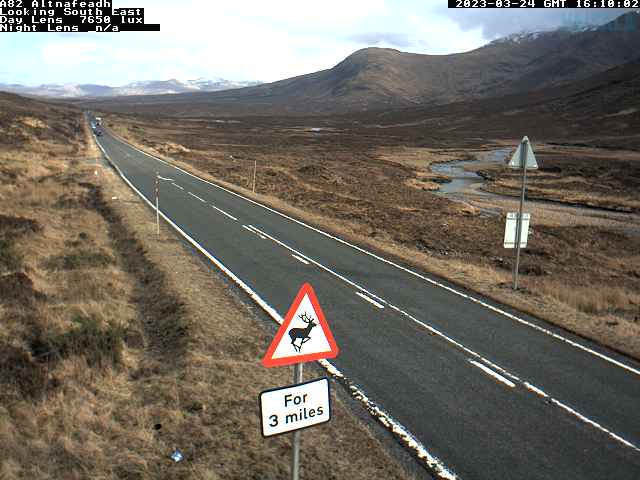 A82 Altnafeadh
Looking South East
Day Lens 7650 lux
Night Lens n/a
2023-03-24 GMT 16:10:02
For
3 miles